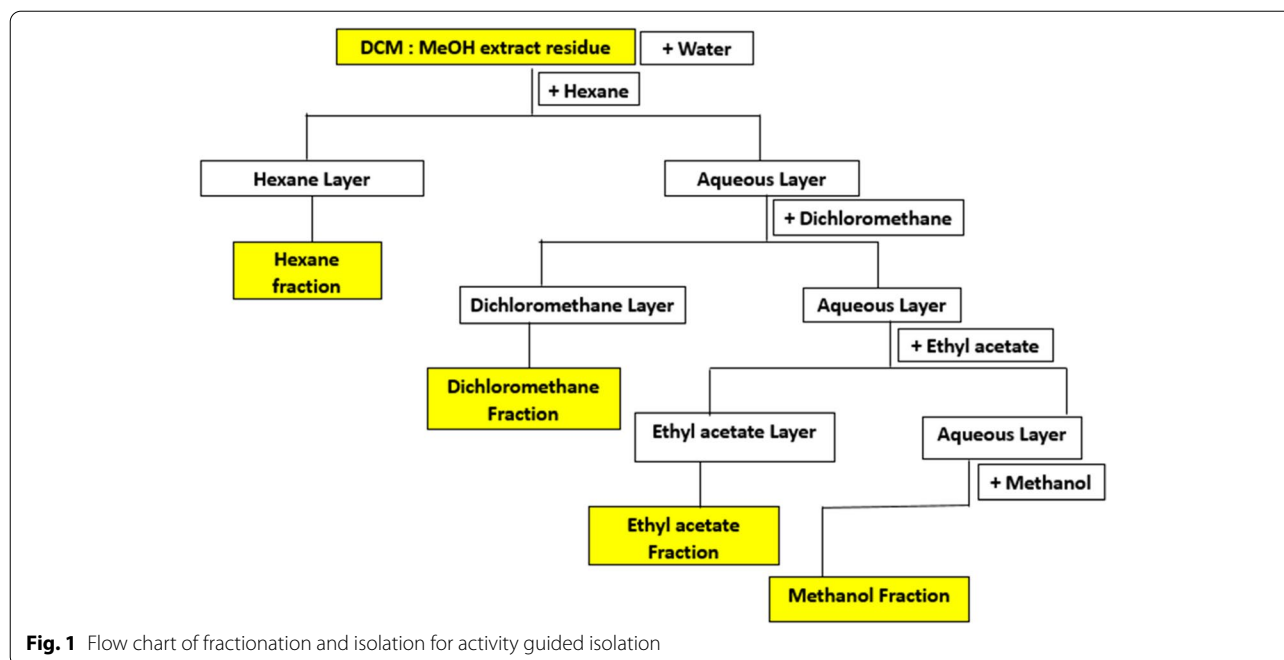 DCM : MeOH extract residue
+ Water
+ Hexane
Hexane Layer
Aqueous Layer
+ Dichloromethane
Hexane
fraction
Dichloromethane Layer
Aqueous Layer
+ Ethyl acetate
Dichloromethane
Fraction
Ethyl acetate Layer
Aqueous Layer
+ Methanol
Ethyl acetate
Fraction
Methanol Fraction
Fig. 1 Flow chart of fractionation and isolation for activity guided isolation